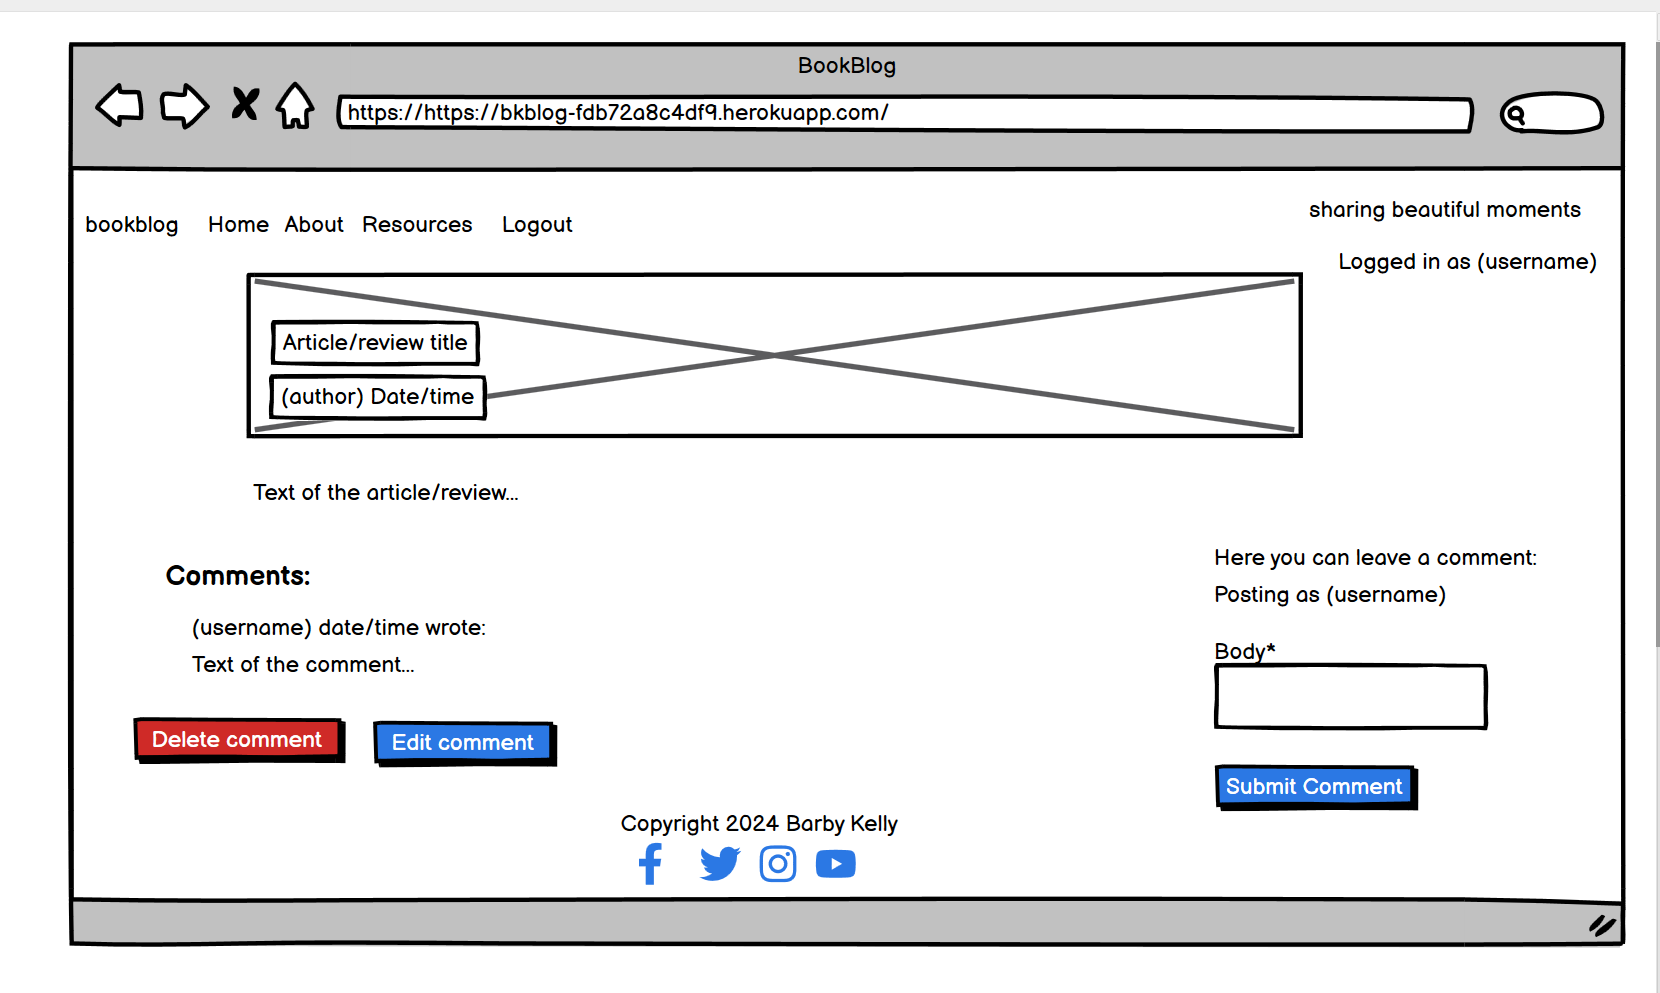 BookBlog
https://https://bkblog-fdb72a8c4df9.herokuapp.com/
sharing beautiful moments
bookblog Home About Resources Logout
Logged in as (username)
Article/review title
(author) Date/time
Text of the article/review...
Comments:
(username) date/time wrote:
Text of the comment...
Delete comment
Edit comment
Here you can leave a comment:
Posting as (username)
Body*
Submit Comment
Copyright 2024 Barby Kelly